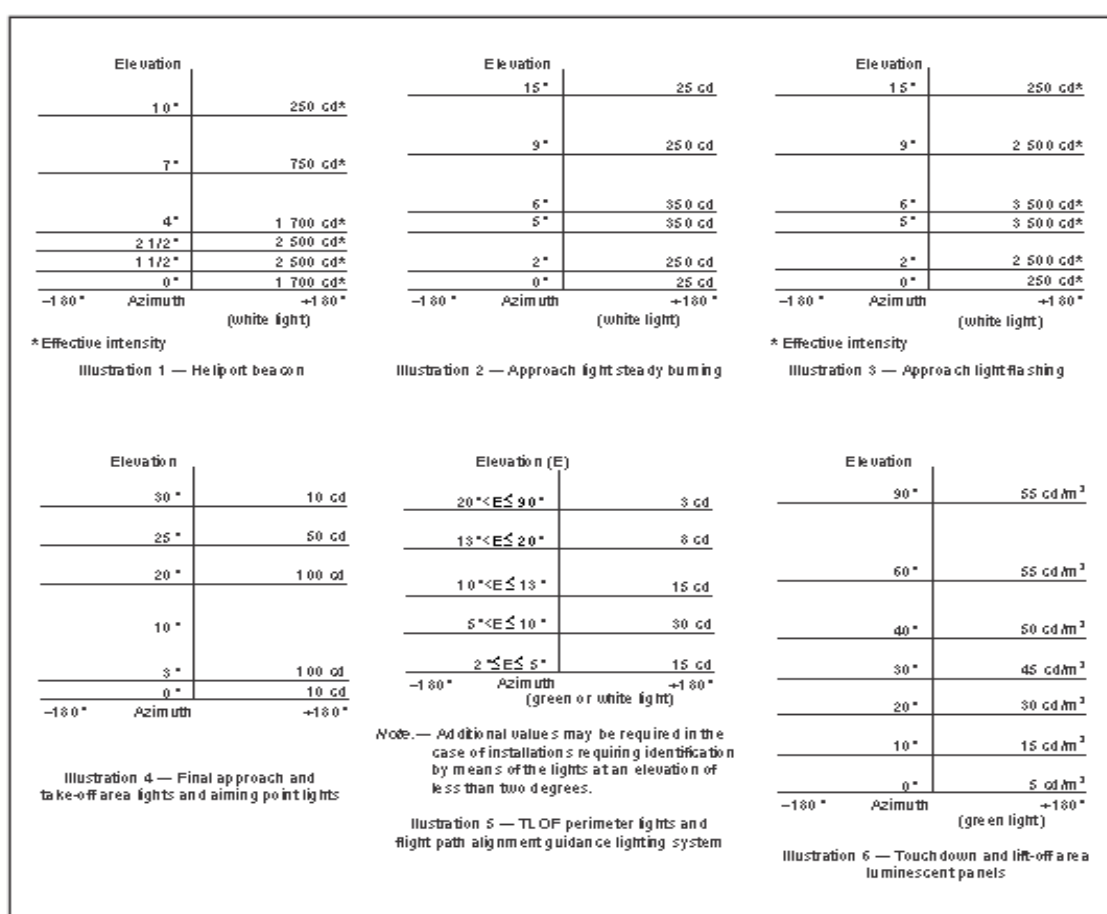 Elevation
10° 250 cd*
7° 750 cd*
4° 1 700 cd*
2 1/2° 2 500 cd*
1 1/2° 2 500 cd*
0° 1 700 cd*
–180° Azimuth +180°
(white light)
* Effective intensity
Illustration 1 — Heliport beacon
Elevation
15° 25 cd
9° 250 cd
6° 350 cd
5° 350 cd
2° 250 cd
0° 25 cd
–180° Azimuth +180°
(white light)
Illustration 2 — Approach light steady burning
Elevation
15° 250 cd*
9° 2 500 cd*
6° 3 500 cd*
5° 3 500 cd*
2° 2 500 cd*
0° 250 cd*
–180° Azimuth +180°
(white light)
* Effective intensity
Illustration 3 — Approach light flashing
Elevation
30° 10 cd
25° 50 cd
20° 100 cd
10°
3° 100 cd
0° 10 cd
–180° Azimuth +180°
Illustration 4 — Final approach and
take-off area lights and aiming point lights
Elevation (E)
20°<E≤ 90° 3 cd
13°<E≤ 20° 8 cd
10°<E≤ 13° 15 cd
5°<E≤ 10° 30 cd
2°≤E≤ 5° 15 cd
–180° Azimuth +180°
(green or white light)
Note.— Additional values may be required in the
case of installations requiring identification
by means of the lights at an elevation of
less than two degrees.
Illustration 5 — TLOF perimeter lights and
flight path alignment guidance lighting system
Elevation
90° 55 cd/m²
60° 55 cd/m²
40° 50 cd/m²
30° 45 cd/m²
20° 30 cd/m²
10° 15 cd/m²
0° 5 cd/m²
–180° Azimuth +180°
(green light)
Illustration 6 — Touchdown and lift-off area
luminescent panels